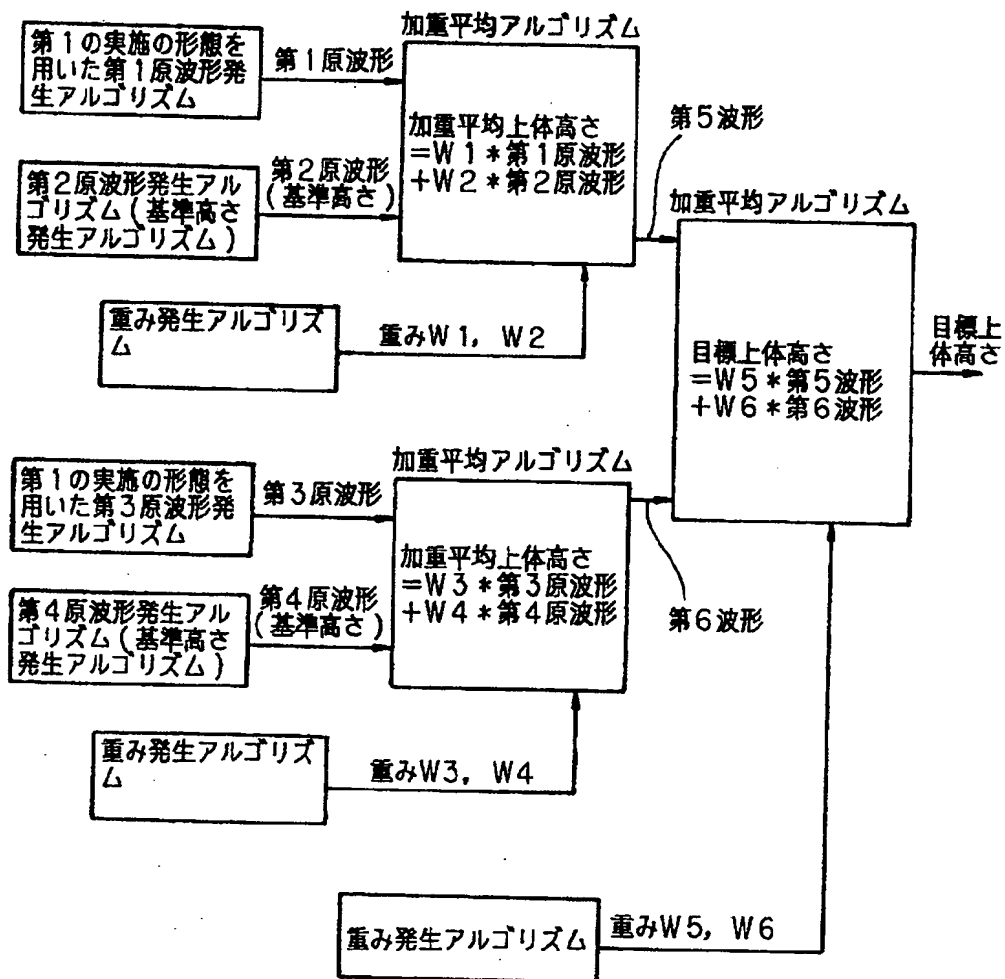 加重平均アルゴリズム
第1の実施の形態を
用いた第1原波形発
生アルゴリズム
第1原波形
加重平均上体高さ
=W1*第1原波形
+W2*第2原波形
第5波形
第2原波形発生アル
ゴリズム(基準高さ
発生アルゴリズム)
第2原波形
(基準高さ)
加重平均アルゴリズム
重み発生アルゴリズ
ム
重みW1, W2
目標上体高さ
=W5*第5波形
+W6*第6波形
目標上
体高さ
加重平均アルゴリズム
第1の実施の形態を
用いた第3原波形発
生アルゴリズム
第3原波形
加重平均上体高さ
=W3*第3原波形
+W4*第4原波形
第4原波形発生アル
ゴリズム(基準高さ
発生アルゴリズム)
第4原波形
(基準高さ)
第6波形
重み発生アルゴリズ
ム
重みW3, W4
重み発生アルゴリズム
重みW5, W6